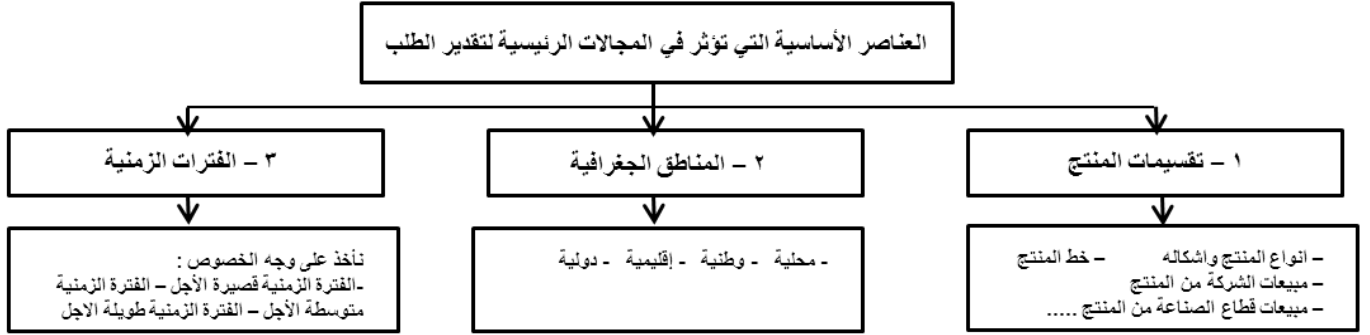 العناصر الأساسية التي تؤثر في المجالات الرئيسية لتقدير الطلب
١ – تقسيمات المنتج
٢ – المناطق الجغرافية
٣ – الفترات الزمنية
– انواع المنتج واشكاله – خط المنتج
– مبيعات الشركة من المنتج
– مبيعات قطاع الصناعة من المنتج .....
- محلية - وطنية - إقليمية - دولية
نأخذ على وجه الخصوص :
-الفترة الزمنية قصيرة الأجل – الفترة الزمنية
متوسطة الأجل – الفترة الزمنية طويلة الاجل